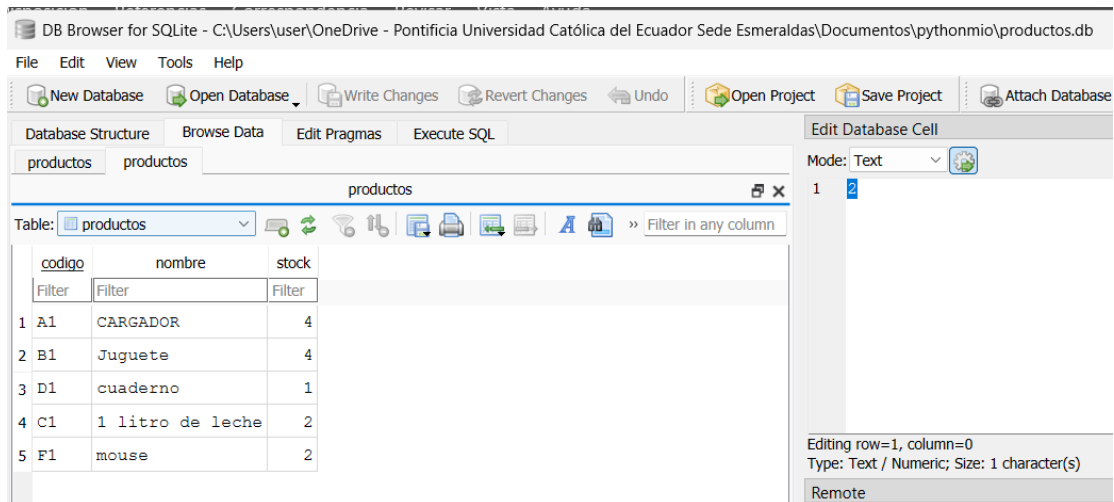 DB Browser for SQLite - C:\Users\user\OneDrive - Pontificia Universidad Católica del Ecuador Sede Esmeraldas\Documents\pythonmio\productos.db
File Edit View Tools Help
New Database Open Database Write Changes Revert Changes Undo Open Project Save Project Attach Database
Database Structure Browse Data Edit Pragmas Execute SQL
productos productos
productos
Table: productos » Filter in any column
codigo nombre stock
Filter Filter Filter
1 A1 CARGADOR 4
2 B1 Juguete 4
3 D1 cuaderno 1
4 C1 1 litro de leche 2
5 F1 mouse 2
Edit Database Cell
Mode: Text
1 2
Editing row=1, column=0
Type: Text / Numeric; Size: 1 character(s)
Remote